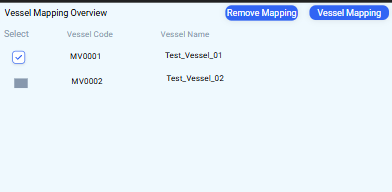 Vessel Mapping Overview Remove Mapping Vessel Mapping
Select Vessel Code Vessel Name
MV0001 Test_Vessel_01
MV0002 Test_Vessel_02